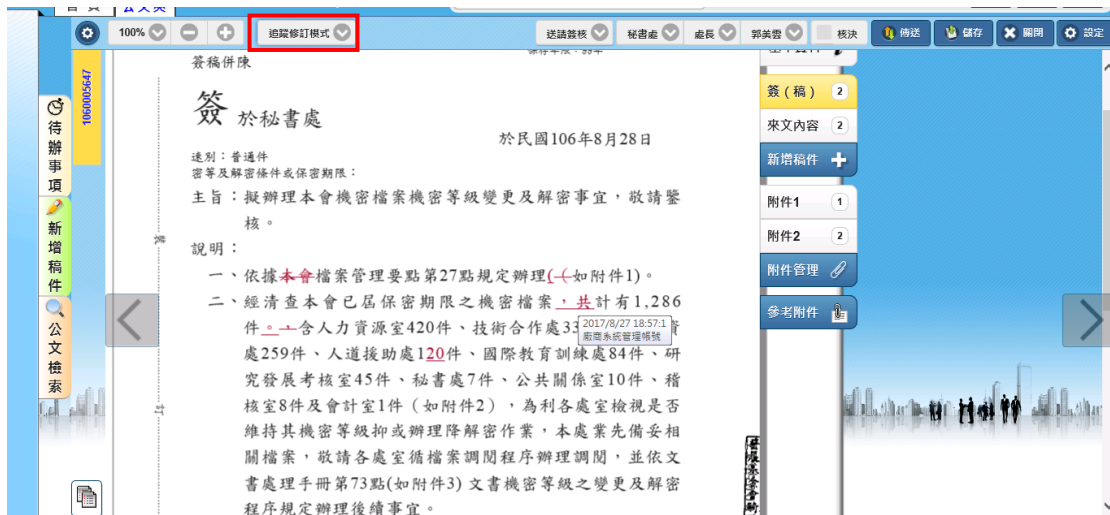 100%
追蹤修訂模式
送請簽核
秘書處
處長
郭美雲
核決
傳送
儲存
關閉
設定
1060005647
待辦事項
新增稿件
公文檢索
簽稿併陳
簽 於秘書處
於民國106年8月28日
速別：普通件
密等及解密條件或保密期限：
主旨：擬辦理本會機密檔案機密等級變更及解密事宜，敬請鑒
核。
說明：
一、依據本會檔案管理要點第27點規定辦理((如附件1)。
二、經清查本會已屆保密期限之機密檔案，共計有1,286
件。，含人力資源室420件、技術合作處33
2017/8/27 18:57:1
廠商系統管理帳號
處259件、人道援助處120件、國際教育訓練處84件、研
究發展考核室45件、秘書處7件、公共關係室10件、稽
核室8件及會計室1件（如附件2），為利各處室檢視是否
維持其機密等級抑或辦理降解密作業，本處業先備妥相
關檔案，敬請各處室循檔案調閱程序辦理調閱，並依文
書處理手冊第73點(如附件3) 文書機密等級之變更及解密
程序規定辦理後續事宜。
裝
訂
簽（稿） 2
來文內容 2
新增稿件
附件1 1
附件2 2
附件管理
參考附件